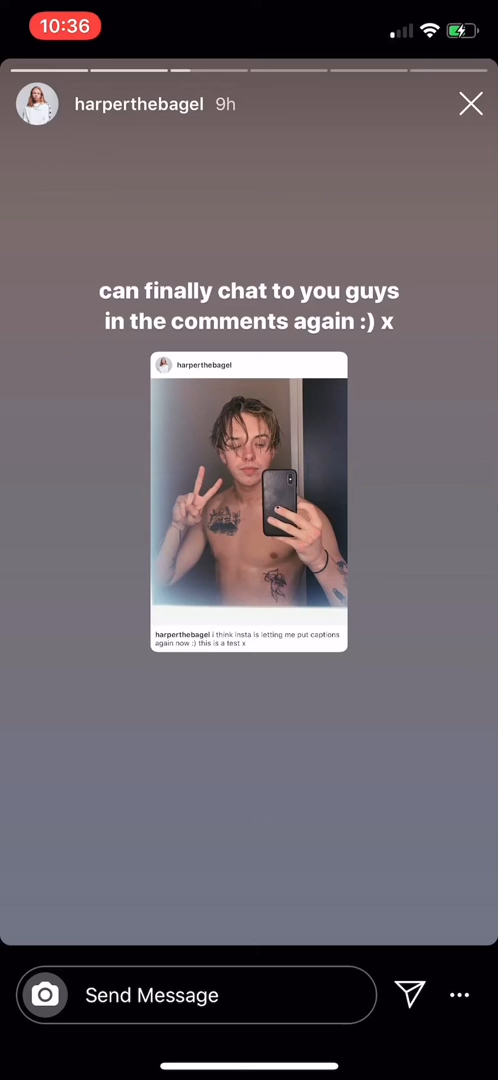 10:36
harperthebagel 9h
can finally chat to you guys
in the comments again :) x
harperthebagel
harperthebagel i think insta is letting me put captions
again now :) this is a test x
Send Message